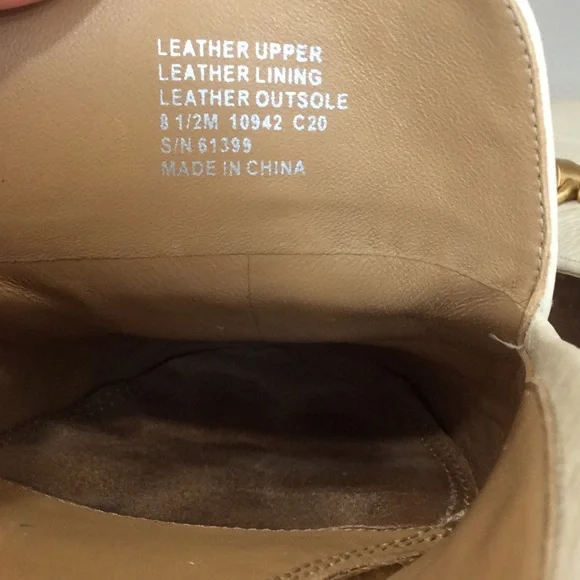 LEATHER UPPER
LEATHER LINING
LEATHER OUTSOLE
8 1/2M 10942 C20
S/N 61399
MADE IN CHINA